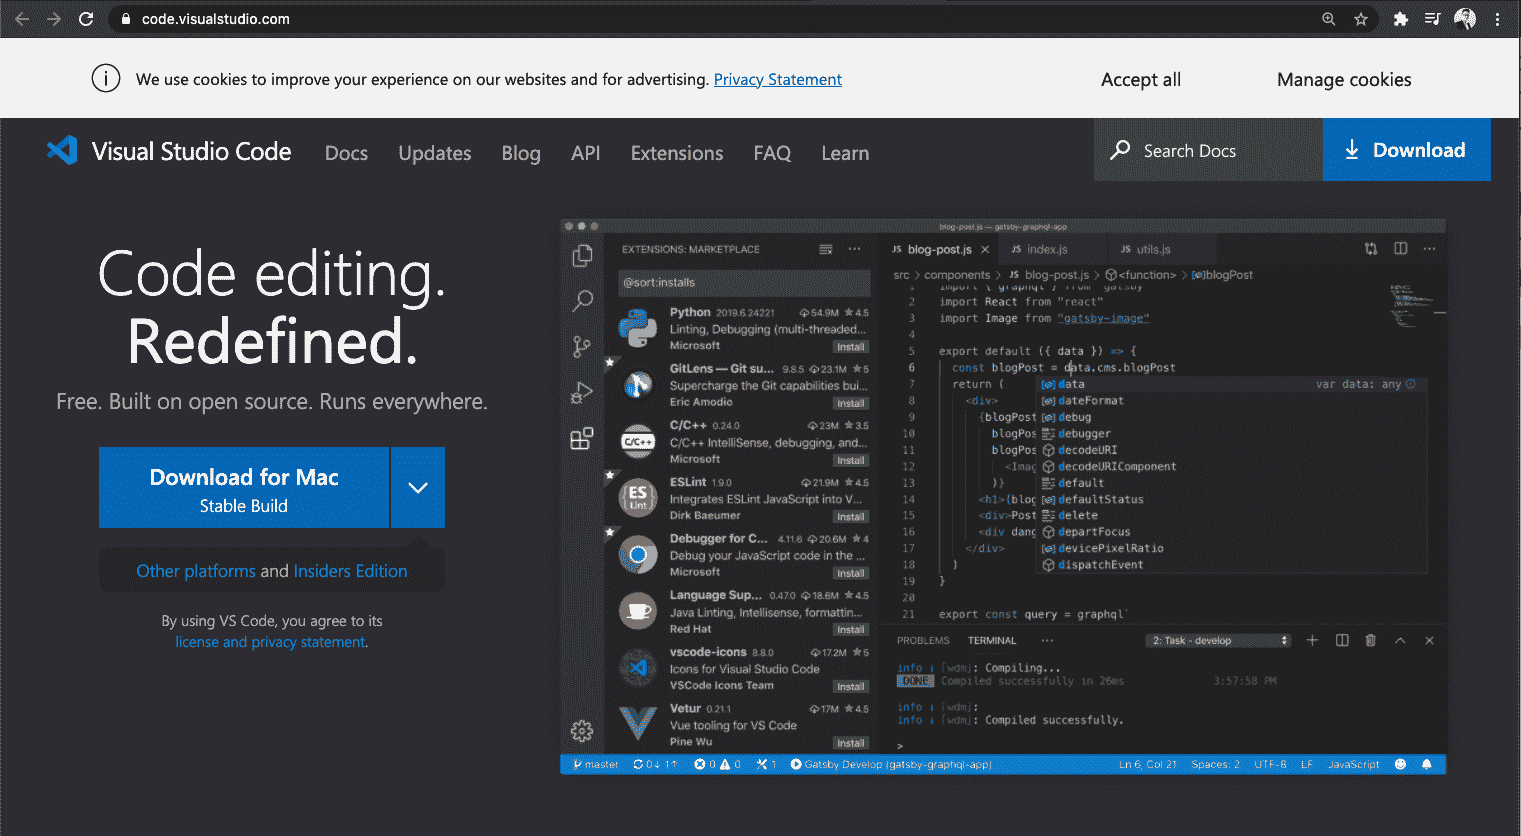 code.visualstudio.com
We use cookies to improve your experience on our websites and for advertising. Privacy Statement
Accept all
Manage cookies
Visual Studio Code
Docs
Updates
Blog
API
Extensions
FAQ
Learn
Search Docs
Download
Code editing.
Redefined.
Free. Built on open source. Runs everywhere.
Download for Mac
Stable Build
Other platforms and Insiders Edition
By using VS Code, you agree to its
license and privacy statement.
blog-post.js — gatsby-graphql-app
EXTENSIONS: MARKETPLACE
@sort:installs
Python 2019.6.24221 54.9M ★4.5
Linting, Debugging (multi-threaded...
Microsoft Install
GitLens — Git su... 9.8.5 23.1M ★5
Supercharge the Git capabilities bui...
Eric Amodio Install
C/C++ 0.24.0 23M ★3.5
C/C++ IntelliSense, debugging, and...
Microsoft Install
ESLint 1.9.0 21.9M ★4.5
Integrates ESLint JavaScript into V...
Dirk Baeumer Install
Debugger for C... 4.11.6 20.6M ★4
Debug your JavaScript code in the ...
Microsoft Install
Language Sup... 0.47.0 18.6M ★4.5
Java Linting, Intellisense, formattin...
Red Hat Install
vscode-icons 8.8.0 17.2M ★5
Icons for Visual Studio Code
VSCode Icons Team Install
Vetur 0.21.1 17M ★4.5
Vue tooling for VS Code
Pine Wu Install
C/C++
ES
Lint
JS blog-post.js
JS index.js
JS utils.js
src > components > JS blog-post.js > <function> > blogPost
1 import { graphql } from "gatsby
2 import React from "react"
3 import Image from "gatsby-image"
4
5 export default ({ data }) => {
6 const blogPost = data.cms.blogPost
7 return (
8 <div>
9 {blogPost
10 blogPos
11 blogPos
12 <Imag
13 )}
14 <h1>{blog
15 <div>Post
16 <div dang
17 </div>
18 )
19 }
20
21 export const query = graphql`
data var data: any
dateFormat
debug
debugger
decodeURI
decodeURIComponent
default
defaultStatus
delete
departFocus
devicePixelRatio
dispatchEvent
PROBLEMS
TERMINAL
2: Task - develop
info : [wdm]: Compiling...
DONE Compiled successfully in 26ms 3:57:58 PM
info : [wdm]:
info : [wdm]: Compiled successfully.
>
master 0↓ 1↑ 0 0 1 Gatsby Develop (gatsby-graphql-app)
Ln 6, Col 21 Spaces: 2 UTF-8 LF JavaScript